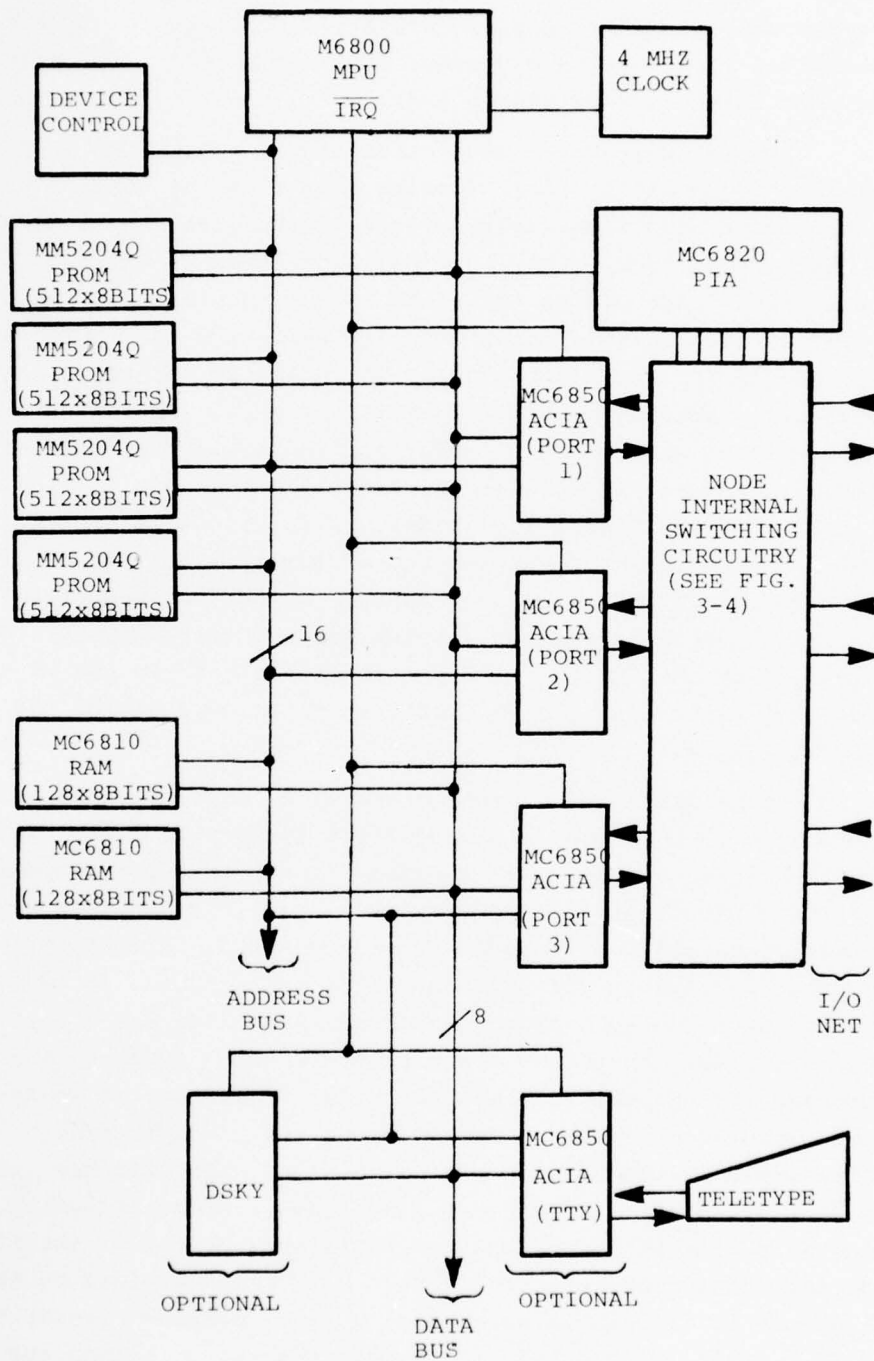 M6800
MPU
IRQ
4 MHZ
CLOCK
DEVICE
CONTROL
MM5204Q
PROM
(512x8BITS)
MC6820
PIA
MM5204Q
PROM
(512x8BITS)
MC6850
ACIA
(PORT
1)
MM5204Q
PROM
(512x8BITS)
NODE
INTERNAL
SWITCHING
CIRCUITRY
(SEE FIG.
3-4)
MM5204Q
PROM
(512x8BITS)
MC6850
ACIA
(PORT
2)
16
MC6810
RAM
(128x8BITS)
MC6810
RAM
(128x8BITS)
MC6850
ACIA
(PORT
3)
ADDRESS
BUS
8
I/O
NET
DSKY
MC6850
ACIA
(TTY)
TELETYPE
OPTIONAL
OPTIONAL
DATA
BUS